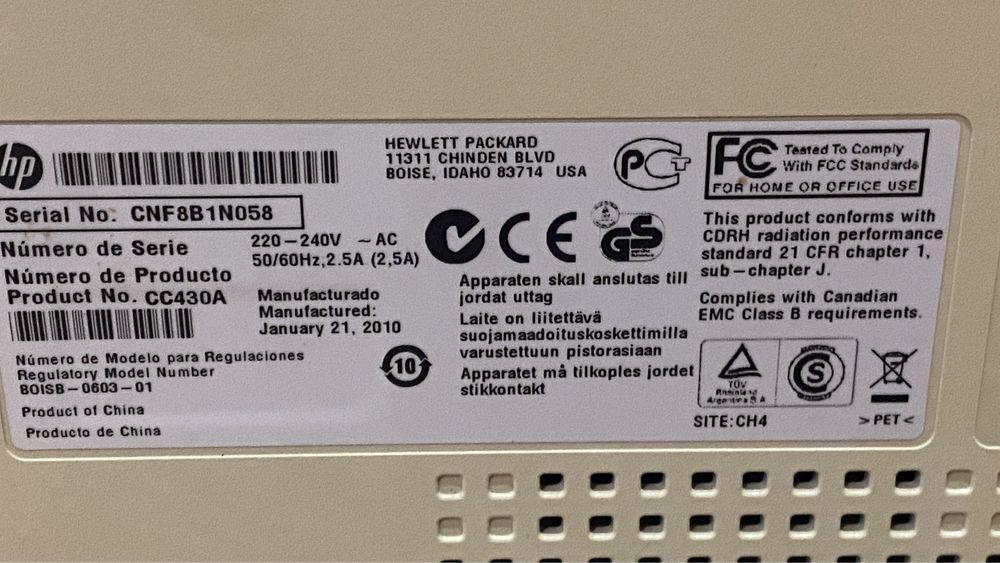 hp
Serial No: CNF8B1N058
Número de Serie
Número de Producto
Product No. CC430A
220-240V ~AC
50/60Hz, 2.5A (2,5A)
Manufacturado
Manufactured:
January 21, 2010
Número de Modelo para Regulaciones
Regulatory Model Number
BOISB-0603-01
Product of China
Producto de China
10
HEWLETT PACKARD
11311 CHINDEN BLVD
BOISE, IDAHO 83714 USA
PCT
FC
Tested To Comply
With FCC Standards
FOR HOME OR OFFICE USE
CE
GS
Apparaten skall anslutas till
jordat uttag
Laite on liitettävä
suojamaadoituskoskettimilla
varustettuun pistorasiaan
Apparatet må tilkoples jordet
stikkontakt
This product conforms with
CDRH radiation performance
standard 21 CFR chapter 1,
sub-chapter J.
Complies with Canadian
EMC Class B requirements.
TÜV
Rheinland
Argentina S A
S
SITE:CH4
>PET<